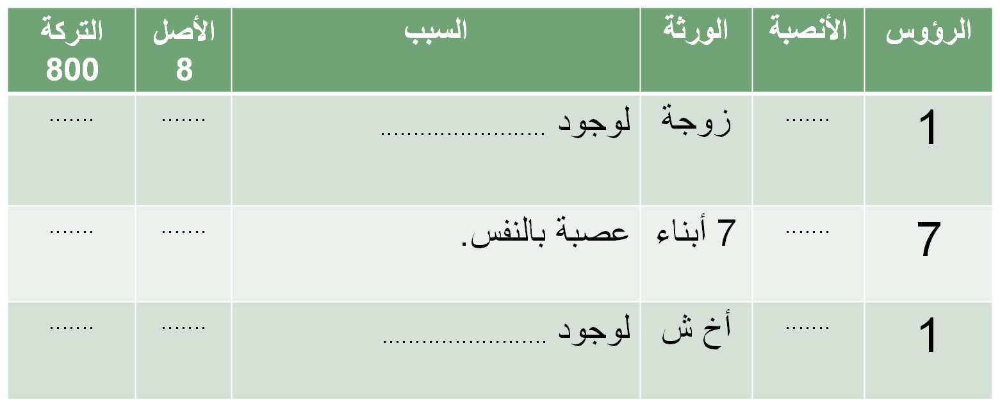 الرؤوس الأنصبة الورثة السبب الأصل 8 التركة 800
1 ....... زوجة لوجود ....................... ....... .......
7 ....... 7 أبناء عصبة بالنفس. ....... .......
1 ....... أخ ش لوجود ....................... ....... .......